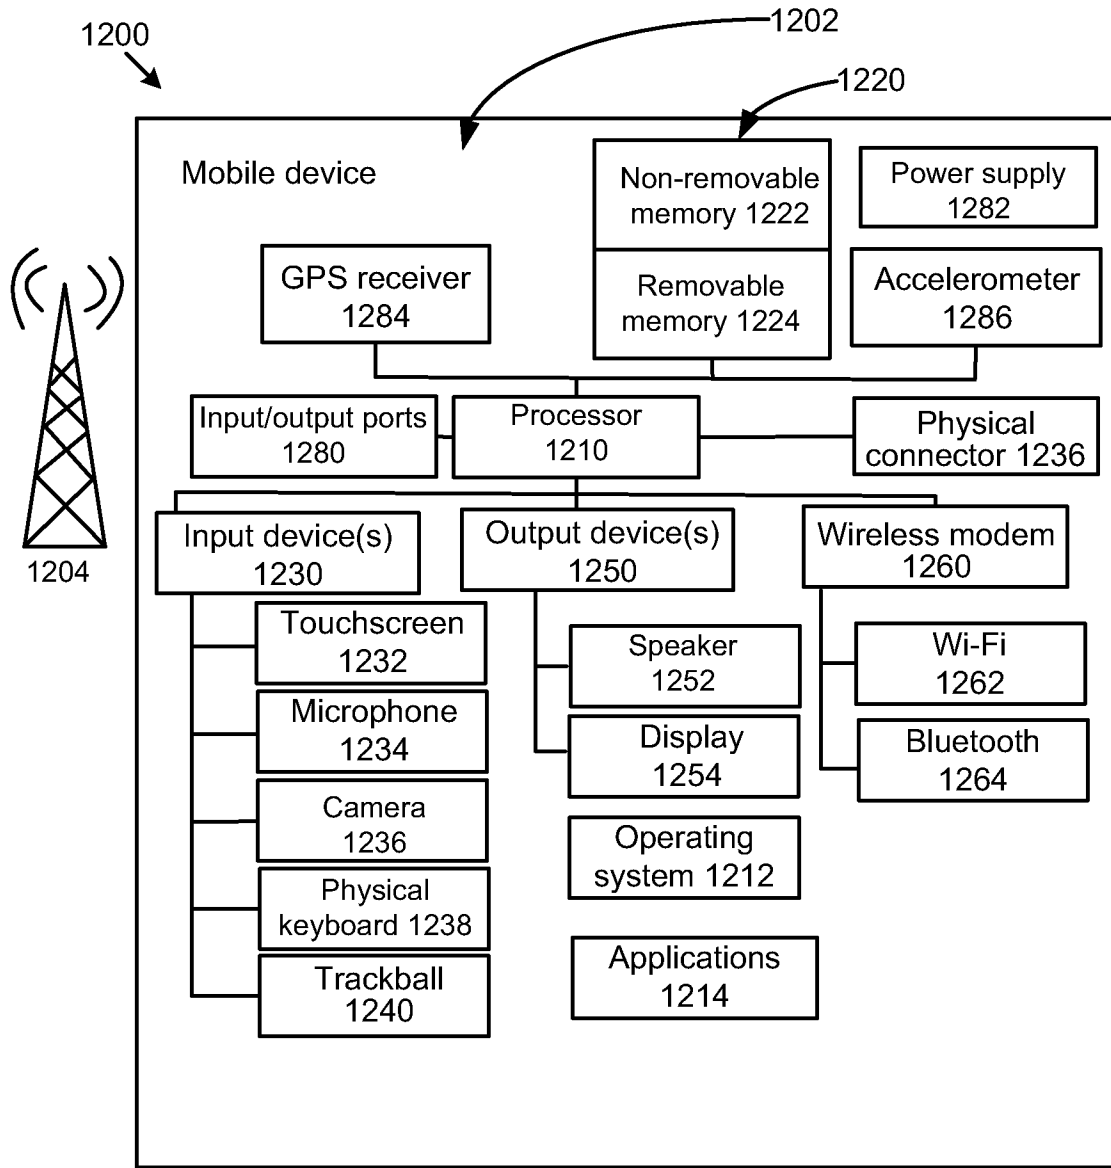 1200
1202
1220
Mobile device
Non-removable
memory 1222
Power supply
1282
GPS receiver
1284
Removable
memory 1224
Accelerometer
1286
Input/output ports
1280
Processor
1210
Physical
connector 1236
1204
Input device(s)
1230
Output device(s)
1250
Wireless modem
1260
Touchscreen
1232
Speaker
1252
Wi-Fi
1262
Microphone
1234
Display
1254
Bluetooth
1264
Camera
1236
Operating
system 1212
Physical
keyboard 1238
Applications
1214
Trackball
1240